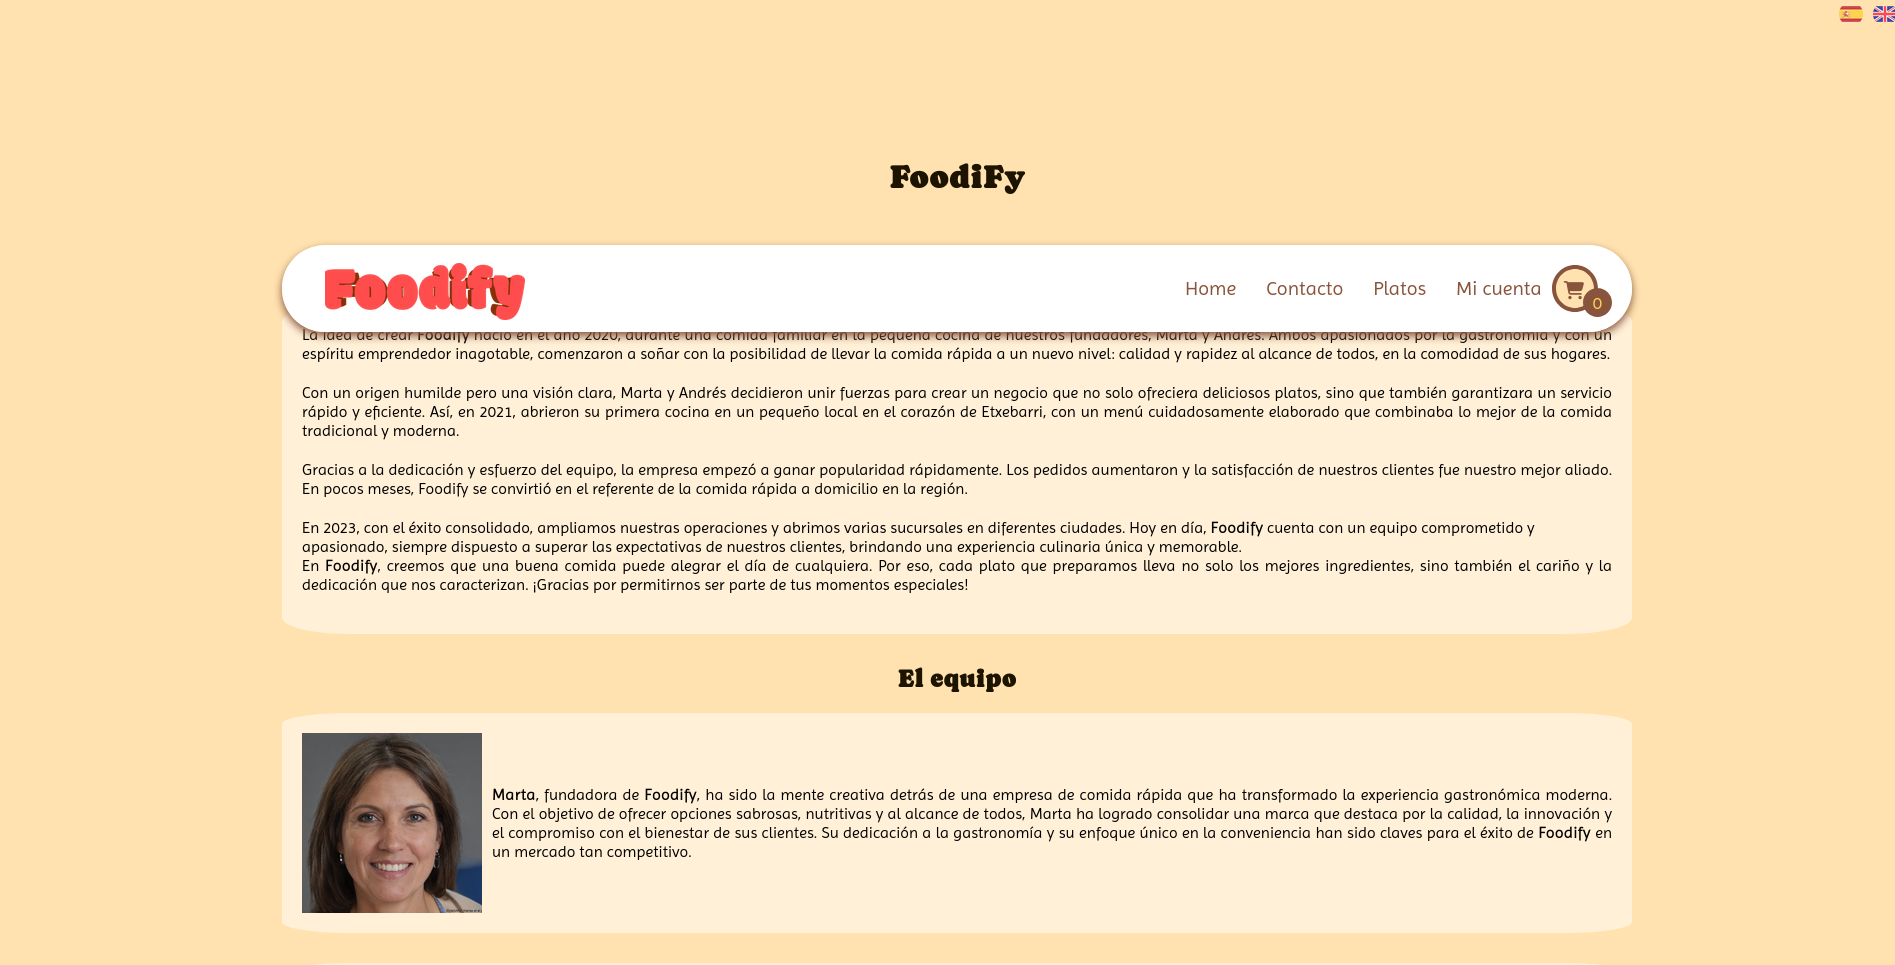 FoodiFy
Foodify
Home Contacto Platos Mi cuenta
0
La idea de crear Foodify nació en el año 2020, durante una comida familiar en la pequeña cocina de nuestros fundadores, Marta y Andrés. Ambos apasionados por la gastronomía y con un
espíritu emprendedor inagotable, comenzaron a soñar con la posibilidad de llevar la comida rápida a un nuevo nivel: calidad y rapidez al alcance de todos, en la comodidad de sus hogares.
Con un origen humilde pero una visión clara, Marta y Andrés decidieron unir fuerzas para crear un negocio que no solo ofreciera deliciosos platos, sino que también garantizara un servicio
rápido y eficiente. Así, en 2021, abrieron su primera cocina en un pequeño local en el corazón de Etxebarri, con un menú cuidadosamente elaborado que combinaba lo mejor de la comida
tradicional y moderna.
Gracias a la dedicación y esfuerzo del equipo, la empresa empezó a ganar popularidad rápidamente. Los pedidos aumentaron y la satisfacción de nuestros clientes fue nuestro mejor aliado.
En pocos meses, Foodify se convirtió en el referente de la comida rápida a domicilio en la región.
En 2023, con el éxito consolidado, ampliamos nuestras operaciones y abrimos varias sucursales en diferentes ciudades. Hoy en día, Foodify cuenta con un equipo comprometido y
apasionado, siempre dispuesto a superar las expectativas de nuestros clientes, brindando una experiencia culinaria única y memorable.
En Foodify, creemos que una buena comida puede alegrar el día de cualquiera. Por eso, cada plato que preparamos lleva no solo los mejores ingredientes, sino también el cariño y la
dedicación que nos caracterizan. ¡Gracias por permitirnos ser parte de tus momentos especiales!
El equipo
Marta, fundadora de Foodify, ha sido la mente creativa detrás de una empresa de comida rápida que ha transformado la experiencia gastronómica moderna.
Con el objetivo de ofrecer opciones sabrosas, nutritivas y al alcance de todos, Marta ha logrado consolidar una marca que destaca por la calidad, la innovación y
el compromiso con el bienestar de sus clientes. Su dedicación a la gastronomía y su enfoque único en la conveniencia han sido claves para el éxito de Foodify en
un mercado tan competitivo.